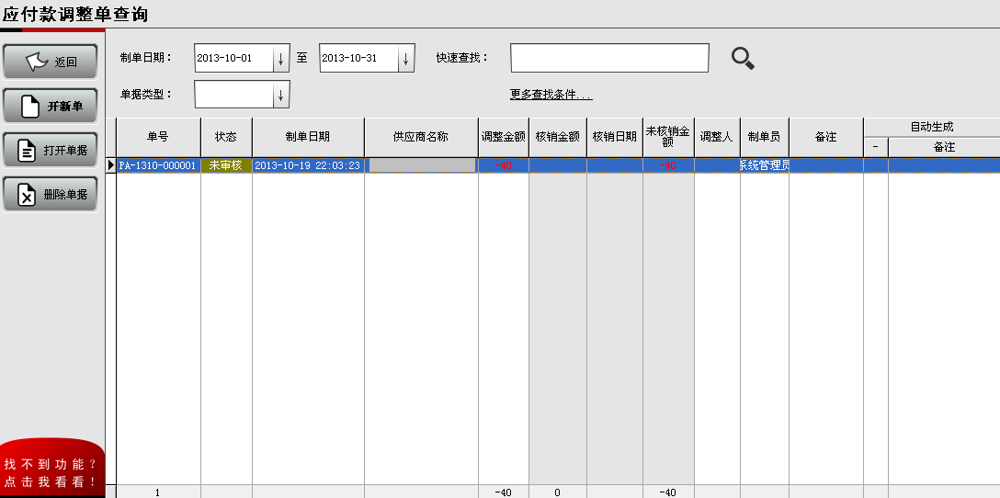 应付款调整单查询
返回
开新单
打开单据
删除单据
找不到功能？
点击我看看！
制单日期： 2013-10-01 ↓ 至 2013-10-31 ↓ 快速查找：
单据类型： ↓ 更多查找条件...
单号 状态 制单日期 供应商名称 调整金额 核销金额 核销日期 未核销金额 调整人 制单员 备注 自动生成
- 备注
PA-1310-000001 未审核 2013-10-19 22:03:23 -40 -40 系统管理员
1 -40 0 -40